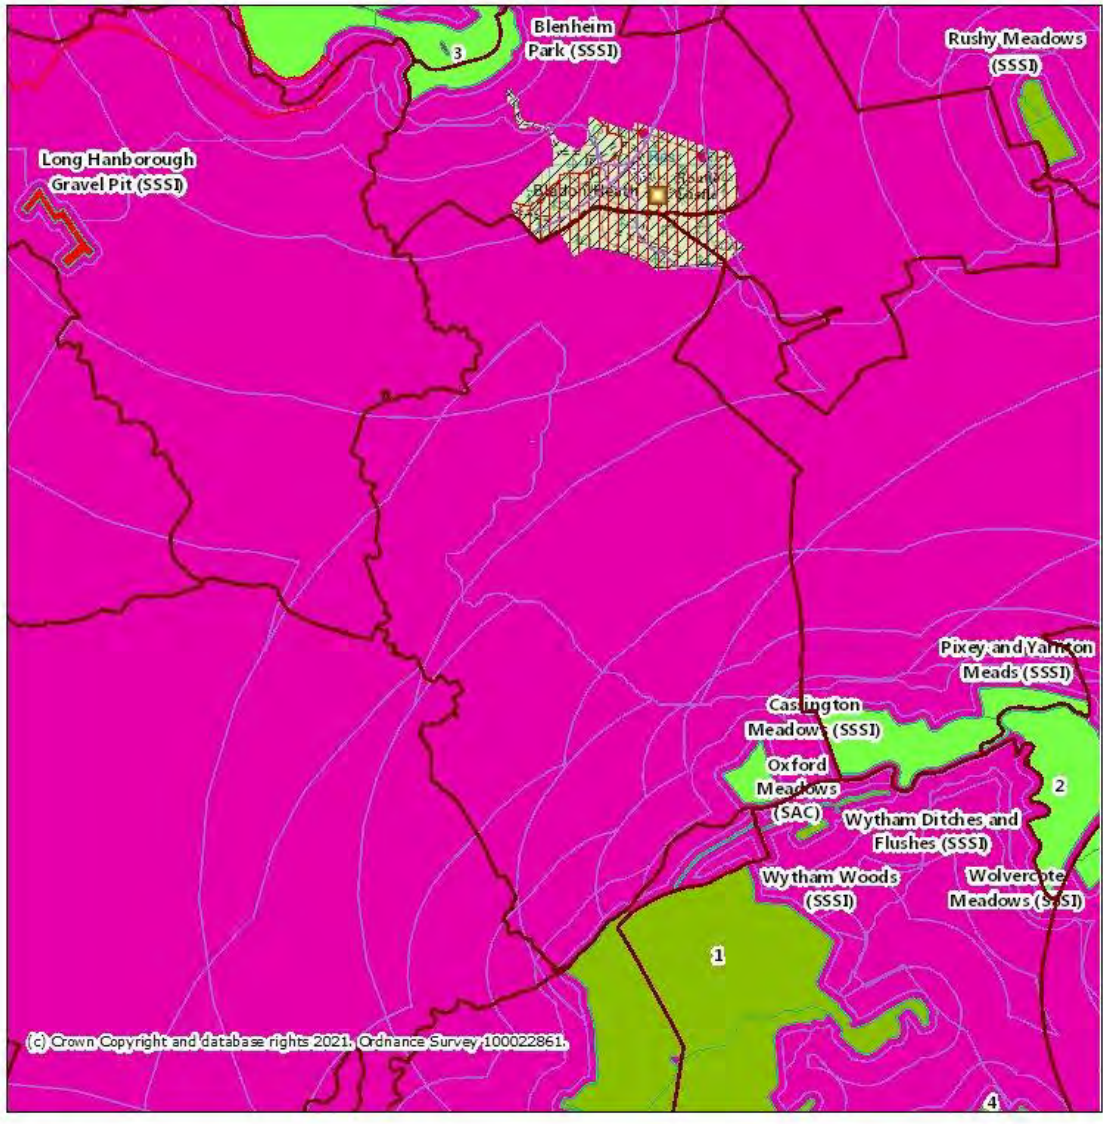 Blenheim
Park (SSSI)
3
Rushy Meadows
(SSSI)
Long Hanborough
Gravel Pit (SSSI)
Bladon Heath
Pixey and Yarnton
Meads (SSSI)
Cassington
Meadows (SSSI)
Oxford
Meadows
(SAC)
2
Wytham Ditches and
Flushes (SSSI)
Wytham Woods
(SSSI)
Wolvercote
Meadows (SSSI)
1
(c) Crown Copyright and database rights 2021. Ordnance Survey 100022861.
4